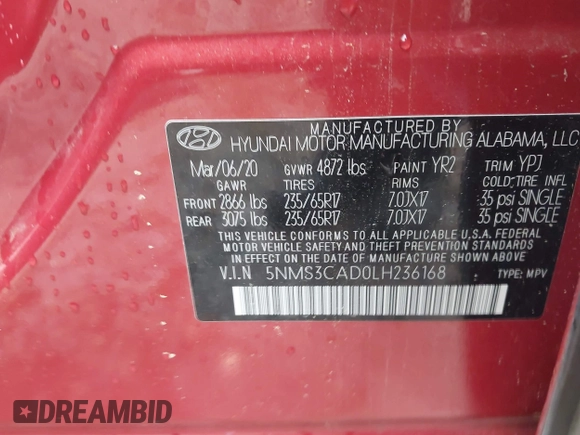 MANUFACTURED BY
HYUNDAI MOTOR MANUFACTURING ALABAMA, LLC
Mar/06/20 GVWR 4872 lbs PAINT YR2 TRIM YPJ
GAWR TIRES RIMS COLD TIRE INFL
FRONT 2866 lbs 235/65R17 7.0JX17 35 psi SINGLE
REAR 3075 lbs 235/65R17 7.0JX17 35 psi SINGLE
THIS VEHICLE CONFORMS TO ALL APPLICABLE U.S.A. FEDERAL
MOTOR VEHICLE SAFETY, BUMPER, AND THEFT PREVENTION STANDARDS
IN EFFECT ON THE DATE OF MANUFACTURE SHOWN ABOVE.
V.I.N 5NMS3CAD0LH236168 TYPE: MPV
DREAMBID